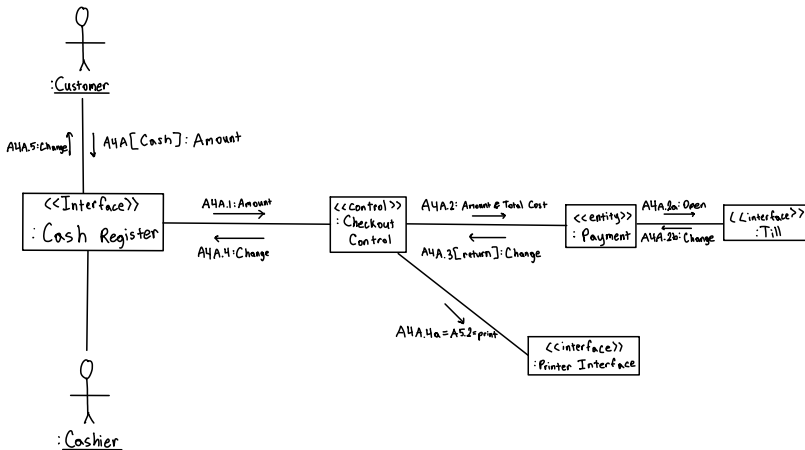 :Customer
A4A.5:Change
A4A[Cash]: Amount
<<Interface>>
: Cash Register
A4A.1:Amount
A4A.4:Change
<<control>>
: Checkout
Control
A4A.2: Amount & Total Cost
A4A.3[return]:Change
<<entity>>
: Payment
A4A.2a: Open
A4A.2b: Change
<<interface>>
:Till
A4A.4a=A5.2=print
<<interface>>
:Printer Interface
:Cashier